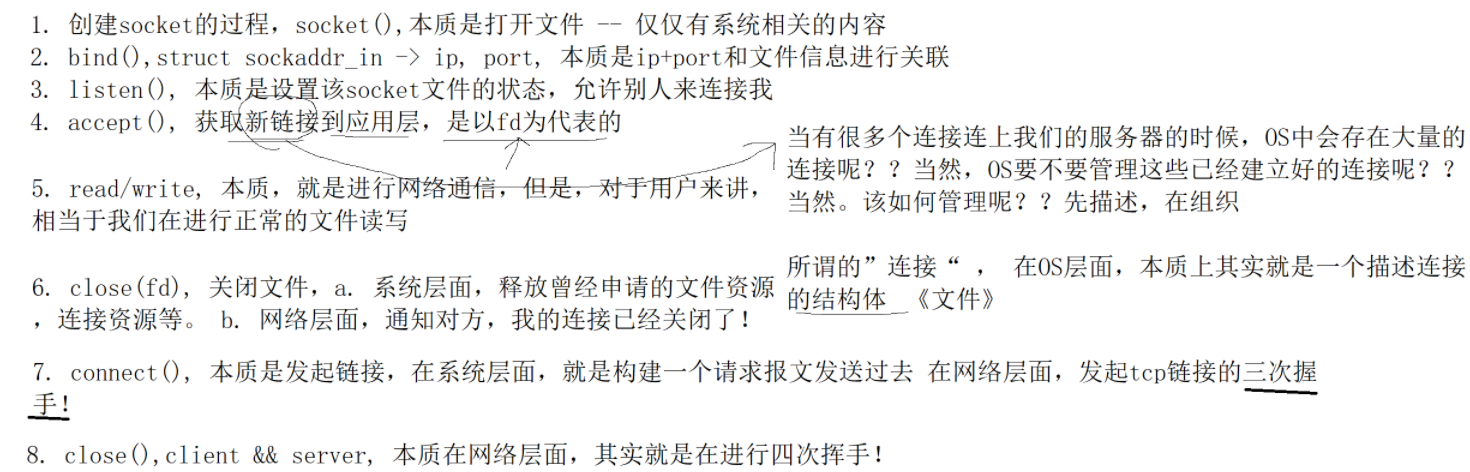 1. 创建socket的过程，socket(),本质是打开文件 -- 仅仅有系统相关的内容
2. bind(),struct sockaddr_in -> ip, port, 本质是ip+port和文件信息进行关联
3. listen(), 本质是设置该socket文件的状态，允许别人来连接我
4. accept(), 获取新链接到应用层，是以fd为代表的
5. read/write, 本质，就是进行网络通信，但是，对于用户来讲，
相当于我们在进行正常的文件读写
当有很多个连接连上我们的服务器的时候，OS中会存在大量的
连接呢？？当然，OS要不要管理这些已经建立好的连接呢？？
当然。该如何管理呢？？先描述，在组织
所谓的”连接“ ， 在OS层面，本质上其实就是一个描述连接
的结构体 《文件》
6. close(fd), 关闭文件，a. 系统层面，释放曾经申请的文件资源
，连接资源等。 b. 网络层面，通知对方，我的连接已经关闭了！
7. connect(), 本质是发起链接，在系统层面，就是构建一个请求报文发送过去 在网络层面，发起tcp链接的三次握
手！
8. close(),client && server, 本质在网络层面，其实就是在进行四次挥手！